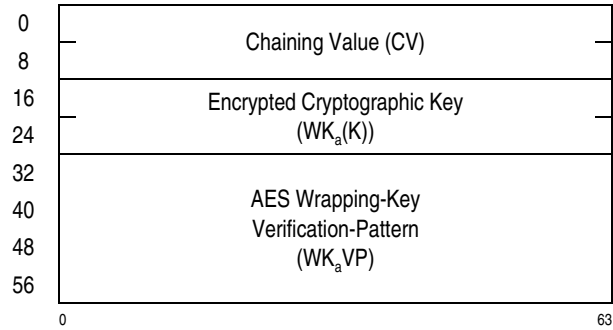 0
8
Chaining Value (CV)
16
24
Encrypted Cryptographic Key
(WKa(K))
32
40
48
56
AES Wrapping-Key
Verification-Pattern
(WKaVP)
0 63